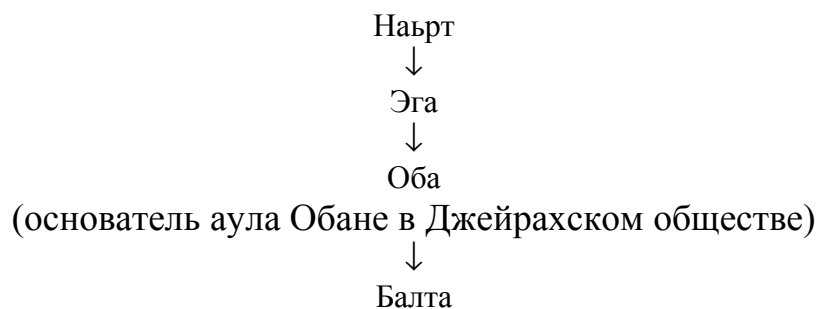 Наьрт
↓
Эга
↓
Оба
(основатель аула Обане в Джейрахском обществе)
↓
Балта